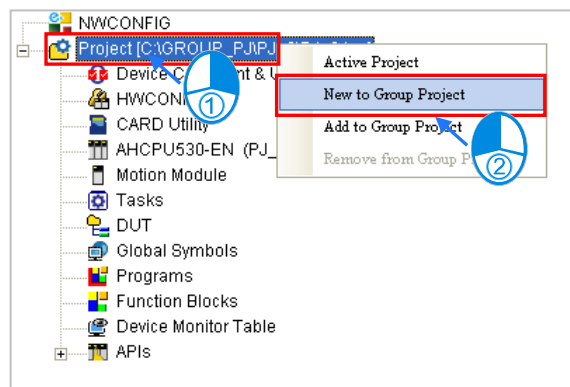 NWCONFIG
Project [C:\GROUP_PJ\PJ
Active Project
Device C nt & U
New to Group Project
①
HWCON
CARD Utility
Add to Group Project
AHCPU530-EN (PJ_
Remove from Group P
②
Motion Module
Tasks
DUT
Global Symbols
Programs
Function Blocks
Device Monitor Table
APIs